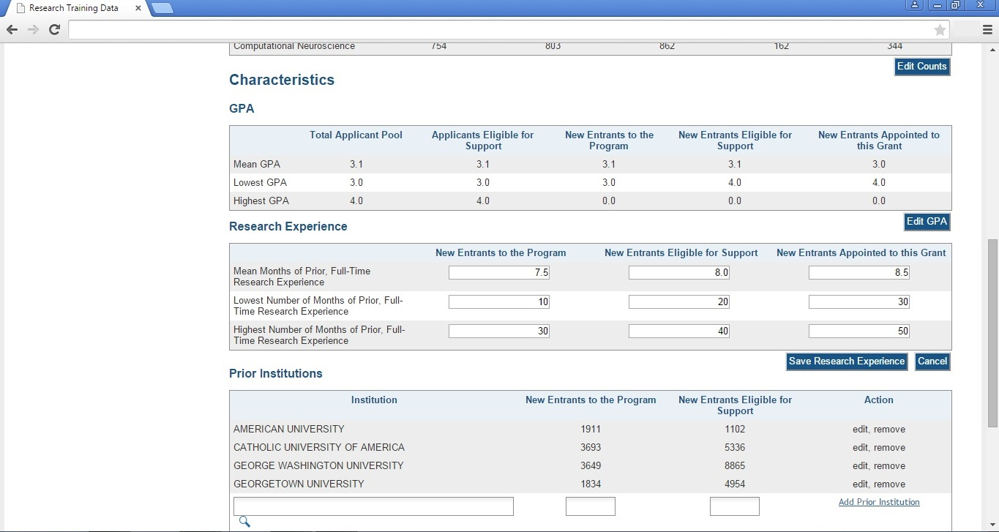 Research Training Data
Computational Neuroscience 754 803 862 162 344
Edit Counts
Characteristics
GPA
Total Applicant Pool Applicants Eligible for Support New Entrants to the Program New Entrants Eligible for Support New Entrants Appointed to this Grant
Mean GPA 3.1 3.1 3.1 3.1 3.0
Lowest GPA 3.0 3.0 3.0 4.0 4.0
Highest GPA 4.0 4.0 0.0 0.0 0.0
Edit GPA
Research Experience
New Entrants to the Program New Entrants Eligible for Support New Entrants Appointed to this Grant
Mean Months of Prior, Full-Time
Research Experience 7.5 8.0 8.5
Lowest Number of Months of Prior, Full-
Time Research Experience 10 20 30
Highest Number of Months of Prior, Full-
Time Research Experience 30 40 50
Save Research Experience Cancel
Prior Institutions
Institution New Entrants to the Program New Entrants Eligible for Support Action
AMERICAN UNIVERSITY 1911 1102 edit, remove
CATHOLIC UNIVERSITY OF AMERICA 3693 5336 edit, remove
GEORGE WASHINGTON UNIVERSITY 3649 8865 edit, remove
GEORGETOWN UNIVERSITY 1834 4954 edit, remove
Add Prior Institution